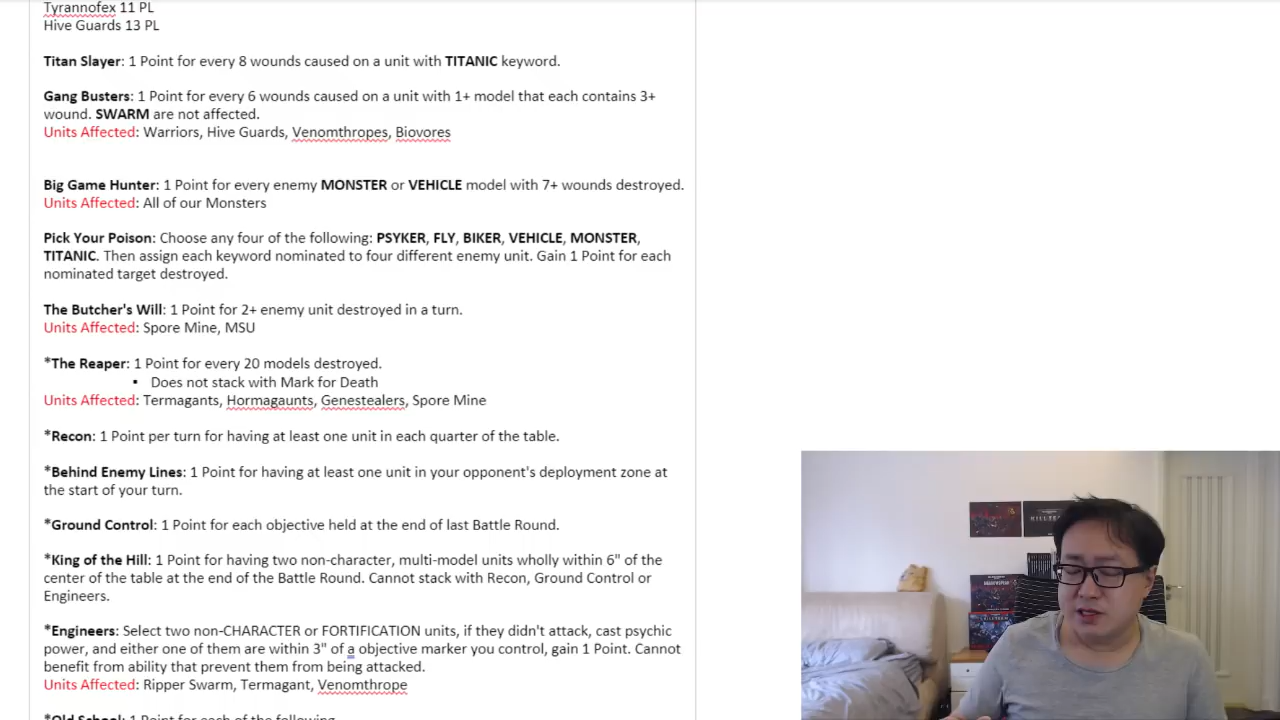 Tyrannofex 11 PL
Hive Guards 13 PL
Titan Slayer: 1 Point for every 8 wounds caused on a unit with TITANIC keyword.
Gang Busters: 1 Point for every 6 wounds caused on a unit with 1+ model that each contains 3+
wound. SWARM are not affected.
Units Affected: Warriors, Hive Guards, Venomthropes, Biovores
Big Game Hunter: 1 Point for every enemy MONSTER or VEHICLE model with 7+ wounds destroyed.
Units Affected: All of our Monsters
Pick Your Poison: Choose any four of the following: PSYKER, FLY, BIKER, VEHICLE, MONSTER,
TITANIC. Then assign each keyword nominated to four different enemy unit. Gain 1 Point for each
nominated target destroyed.
The Butcher's Will: 1 Point for 2+ enemy unit destroyed in a turn.
Units Affected: Spore Mine, MSU
*The Reaper: 1 Point for every 20 models destroyed.
▪ Does not stack with Mark for Death
Units Affected: Termagants, Hormagaunts, Genestealers, Spore Mine
*Recon: 1 Point per turn for having at least one unit in each quarter of the table.
*Behind Enemy Lines: 1 Point for having at least one unit in your opponent's deployment zone at
the start of your turn.
*Ground Control: 1 Point for each objective held at the end of last Battle Round.
*King of the Hill: 1 Point for having two non-character, multi-model units wholly within 6" of the
center of the table at the end of the Battle Round. Cannot stack with Recon, Ground Control or
Engineers.
*Engineers: Select two non-CHARACTER or FORTIFICATION units, if they didn't attack, cast psychic
power, and either one of them are within 3" of a objective marker you control, gain 1 Point. Cannot
benefit from ability that prevent them from being attacked.
Units Affected: Ripper Swarm, Termagant, Venomthrope
*Old School: 1 Point for each of the following